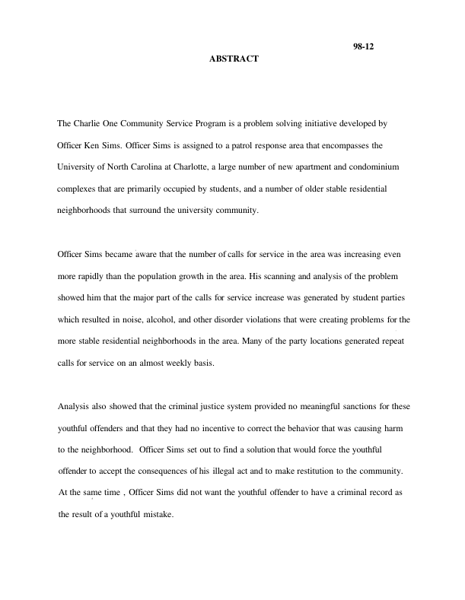 98-12
ABSTRACT
The Charlie One Community Service Program is a problem solving initiative developed by
Officer Ken Sims. Officer Sims is assigned to a patrol response area that encompasses the
University of North Carolina at Charlotte, a large number of new apartment and condominium
complexes that are primarily occupied by students, and a number of older stable residential
neighborhoods that surround the university community.
Officer Sims became aware that the number of calls for service in the area was increasing even
more rapidly than the population growth in the area. His scanning and analysis of the problem
showed him that the major part of the calls for service increase was generated by student parties
which resulted in noise, alcohol, and other disorder violations that were creating problems for the
more stable residential neighborhoods in the area. Many of the party locations generated repeat
calls for service on an almost weekly basis.
Analysis also showed that the criminal justice system provided no meaningful sanctions for these
youthful offenders and that they had no incentive to correct the behavior that was causing harm
to the neighborhood. Officer Sims set out to find a solution that would force the youthful
offender to accept the consequences of his illegal act and to make restitution to the community.
At the same time , Officer Sims did not want the youthful offender to have a criminal record as
the result of a youthful mistake.